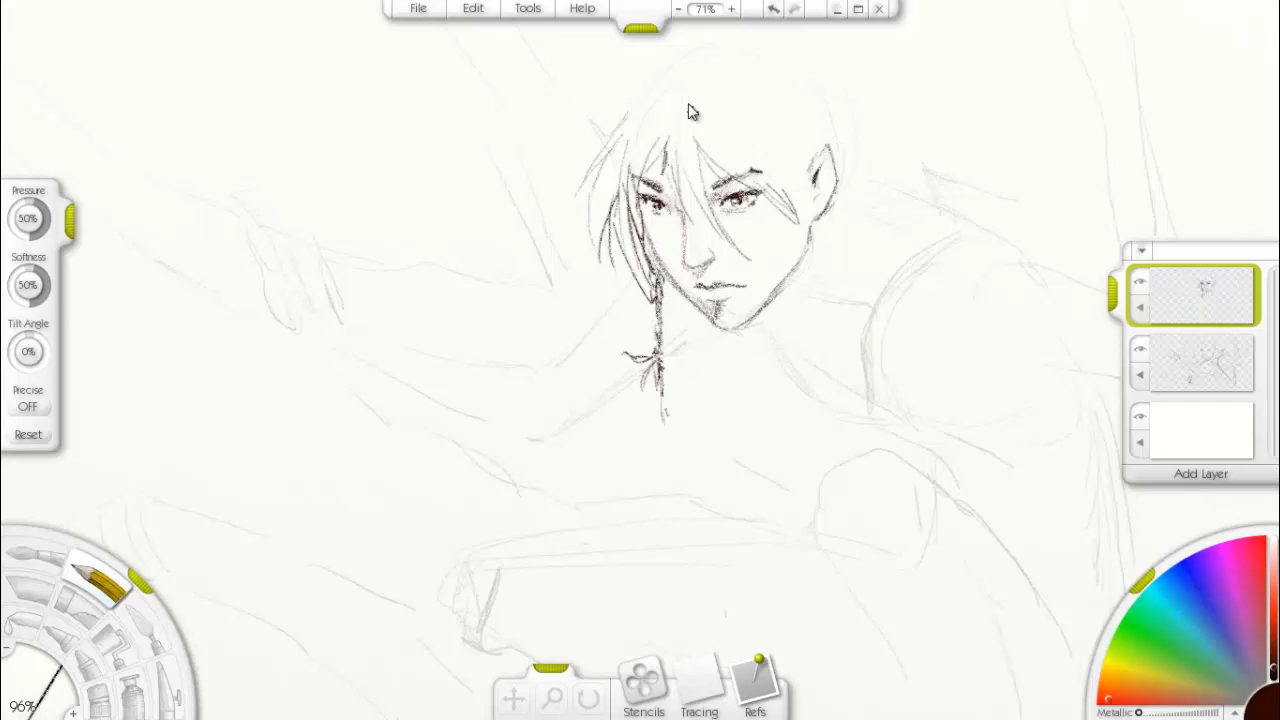 File Edit Tools Help - 71% +
Pressure
50%
Softness
50%
Tilt Angle
0%
Precise
OFF
Reset
Add Layer
96%
- +
Stencils Tracing Refs
Metallic